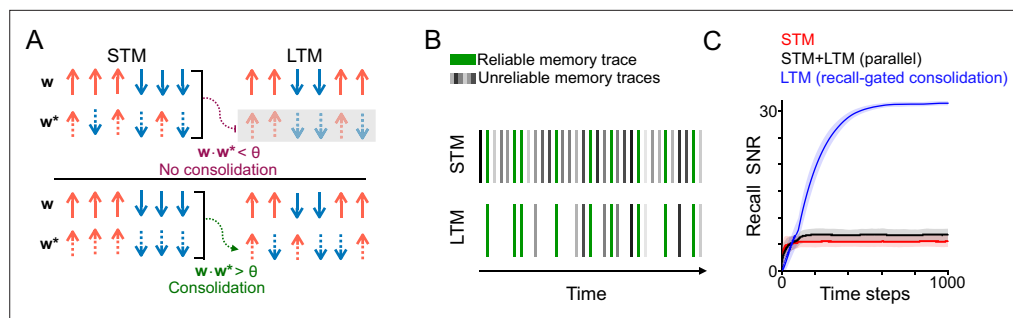 A
STM
LTM
w
w*
w·w*< θ
No consolidation
w
w*
w·w*> θ
Consolidation
B
Reliable memory trace
Unreliable memory traces
STM
LTM
Time
C
STM
STM+LTM (parallel)
LTM (recall-gated consolidation)
Recall SNR
30
0
0
1000
Time steps